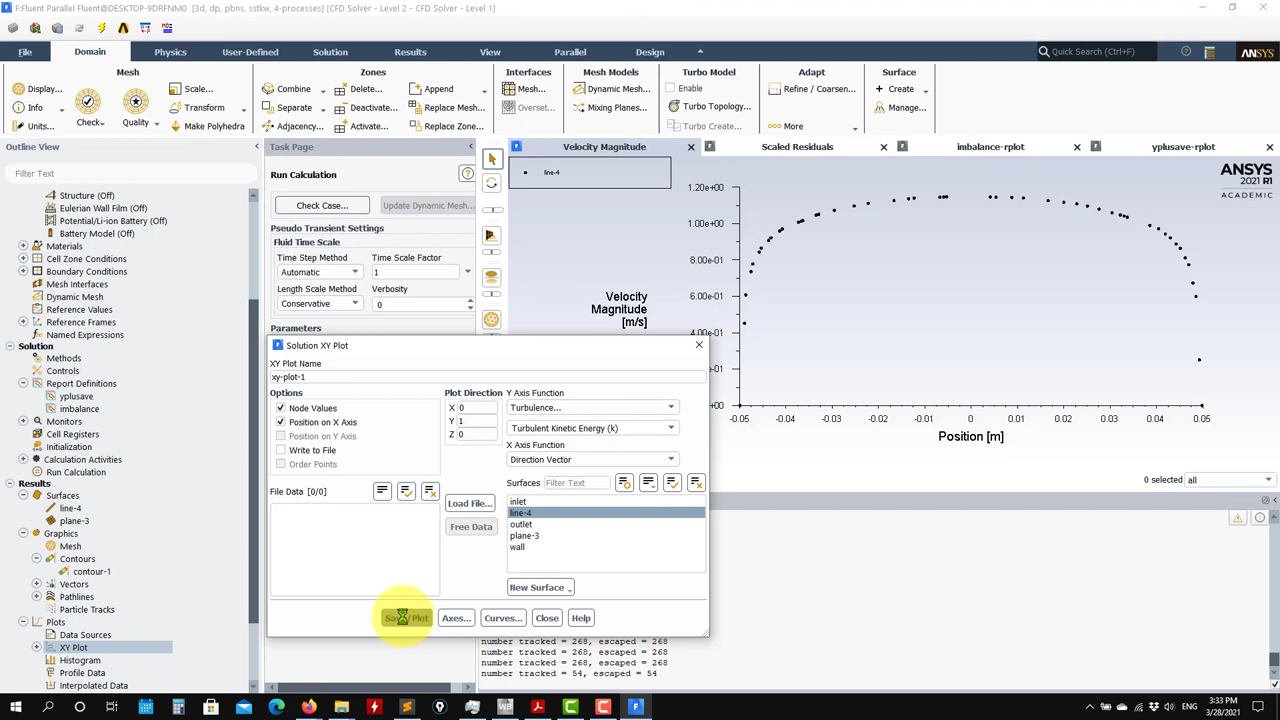 F:Fluent Parallel Fluent@DESKTOP-9DRFNM0 [3d, dp, pbns, sstkw, 4-processes] [CFD Solver - Level 2 - CFD Solver - Level 1]
File Domain Physics User-Defined Solution Results View Parallel Design
Quick Search (Ctrl+F)
ANSYS
Mesh Zones Interfaces Mesh Models Turbo Model Adapt Surface
Display... Scale... Combine Delete... Append Mesh... Dynamic Mesh... Enable Refine / Coarsen... Create
Info Transform Separate Deactivate... Replace Mesh... Overset... Mixing Planes... Turbo Topology... Manage...
Units... Check Quality Make Polyhedra Adjacency... Activate... Replace Zone... Turbo Create... More
Outline View
Filter Text
Structure (Off)
Eulerian Wall Film (Off)
Potential/Li-ion Battery (Off)
Battery Model (Off)
Materials
Cell Zone Conditions
Boundary Conditions
Mesh Interfaces
Dynamic Mesh
Reference Values
Reference Frames
Named Expressions
Solution
Methods
Controls
Report Definitions
yplusave
imbalance
Monitors
Cell Registers
Initialization
Calculation Activities
Run Calculation
Results
Surfaces
line-4
plane-3
Graphics
Mesh
Contours
contour-1
Vectors
Pathlines
Particle Tracks
Plots
Data Sources
XY Plot
Histogram
Profile Data
Interpolated Data
Task Page
Run Calculation
Check Case... Update Dynamic Mesh...
Pseudo Transient Settings
Fluid Time Scale
Time Step Method Time Scale Factor
Automatic 1
Length Scale Method Verbosity
Conservative 0
Parameters
Velocity Magnitude Scaled Residuals imbalance-rplot yplusave-rplot
line-4
ANSYS
2021 R1
ACADEMIC
1.20e+00
1.00e+00
8.00e-01
6.00e-01
Velocity
Magnitude
[m/s]
-0.05 -0.04 -0.03 -0.02 -0.01 0 0.01 0.02 0.03 0.04 0.05
Position [m]
0 selected all
Solution XY Plot
XY Plot Name
xy-plot-1
Options
Node Values
Position on X Axis
Position on Y Axis
Write to File
Order Points
File Data [0/0]
Plot Direction
X 0
Y 1
Z 0
Load File...
Free Data
Y Axis Function
Turbulence...
Turbulent Kinetic Energy (k)
X Axis Function
Direction Vector
Surfaces Filter Text
inlet
line-4
outlet
plane-3
wall
New Surface
Axes... Curves... Close Help
number tracked = 268, escaped = 268
number tracked = 268, escaped = 268
number tracked = 268, escaped = 268
number tracked = 54, escaped = 54
ENG
3:33 PM
3/28/2021